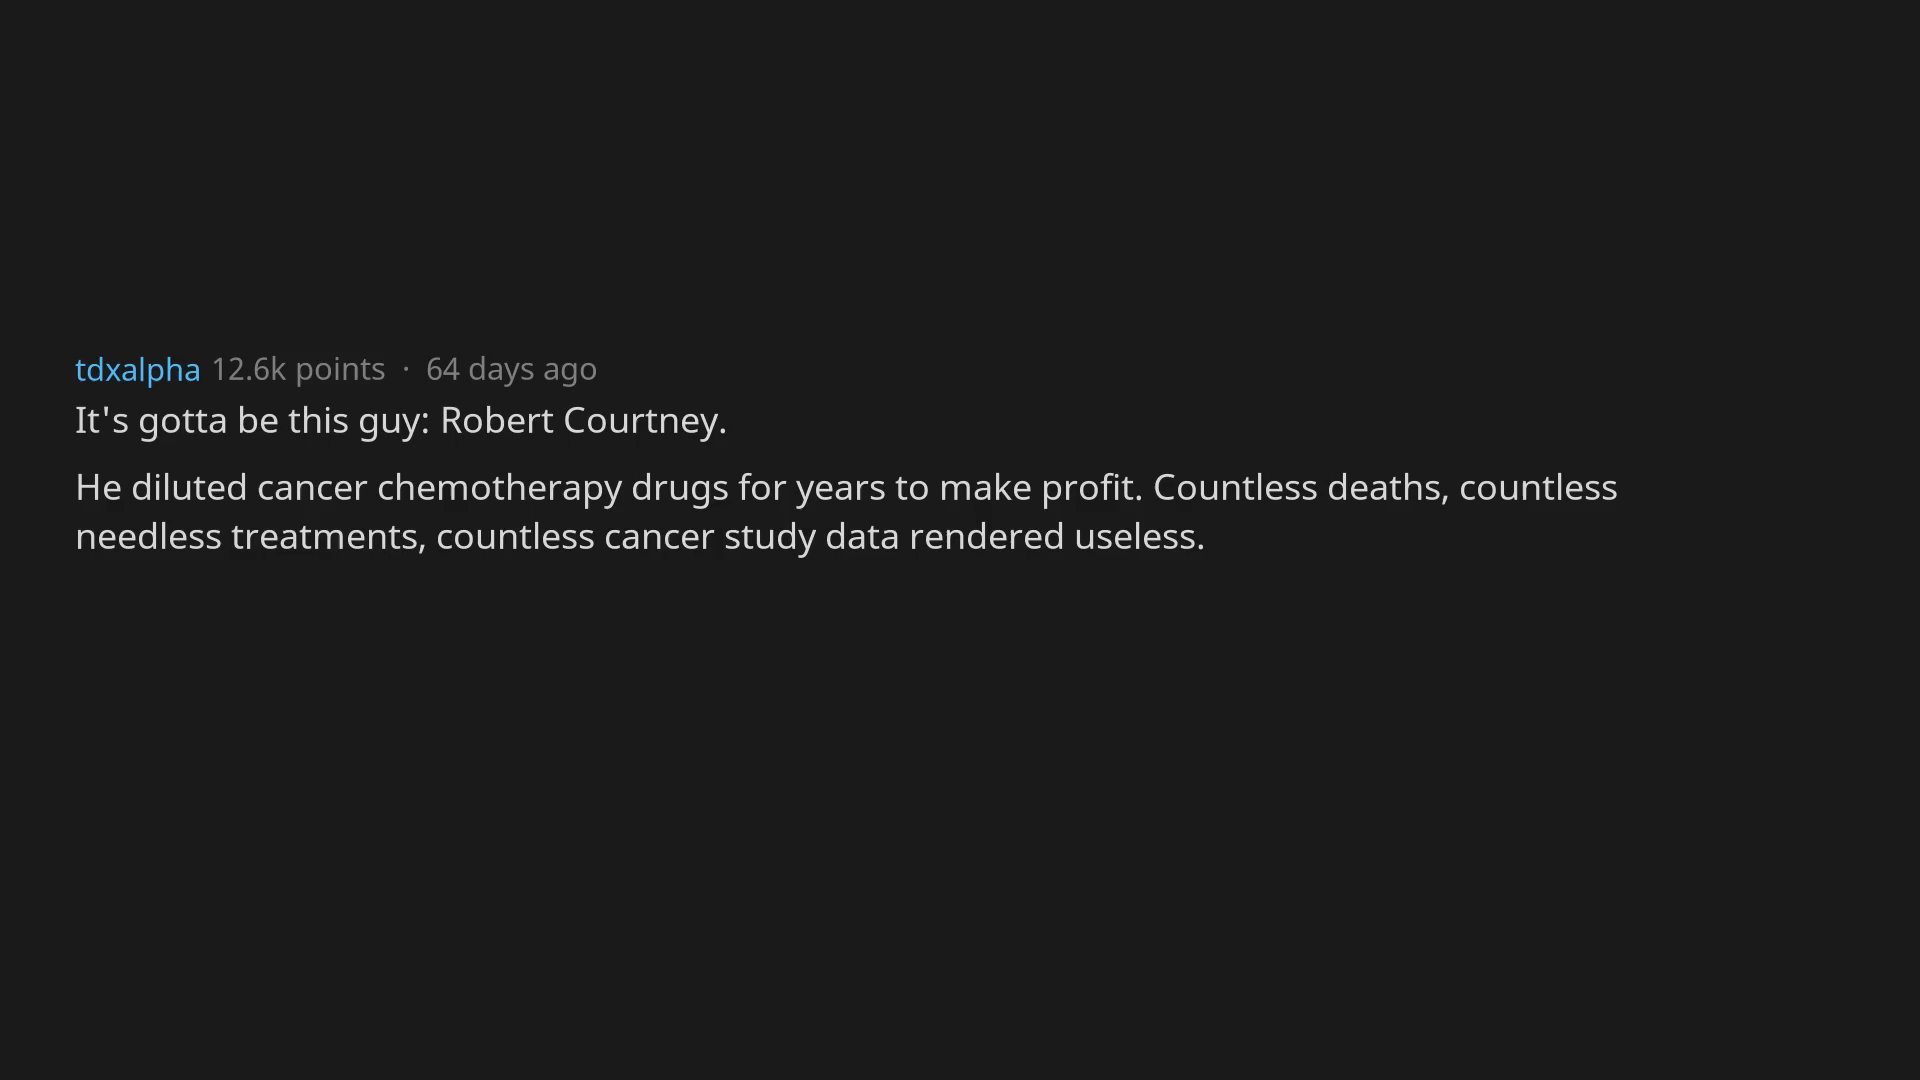 tdxalpha 12.6k points · 64 days ago
It's gotta be this guy: Robert Courtney.
He diluted cancer chemotherapy drugs for years to make profit. Countless deaths, countless
needless treatments, countless cancer study data rendered useless.